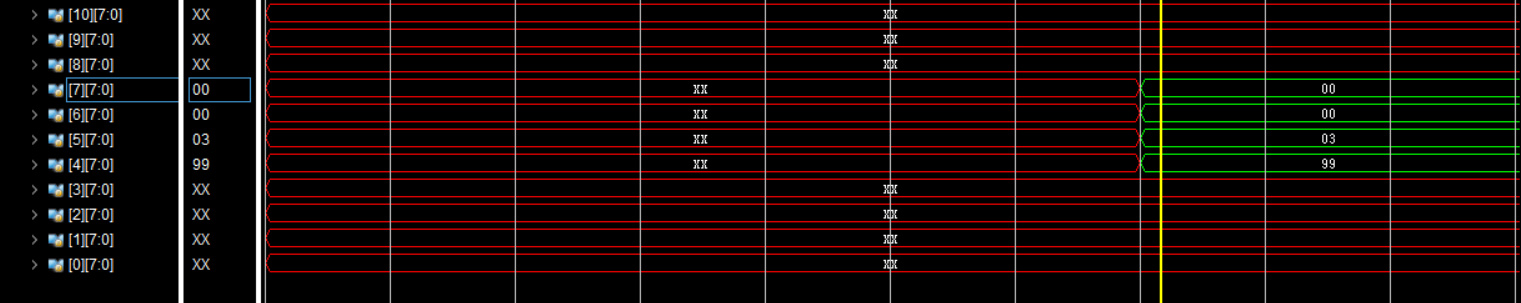 [10][7:0] XX XX
[9][7:0] XX XX
[8][7:0] XX XX
[7][7:0] 00 XX 00
[6][7:0] 00 XX 00
[5][7:0] 03 XX 03
[4][7:0] 99 XX 99
[3][7:0] XX XX
[2][7:0] XX XX
[1][7:0] XX XX
[0][7:0] XX XX